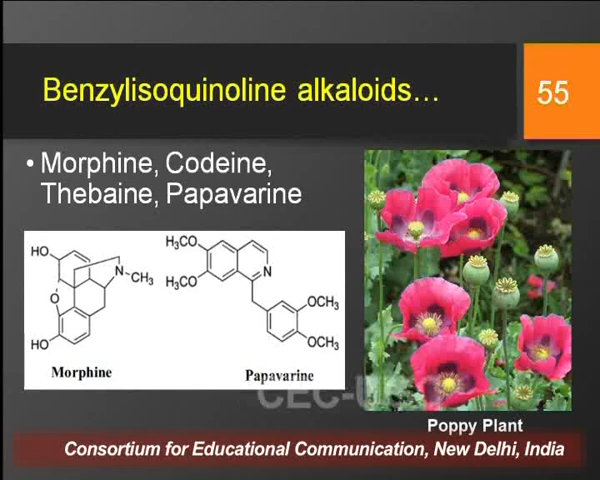 Benzylisoquinoline alkaloids...
55
• Morphine, Codeine,
Thebaine, Papavarine
HO
N
CH3
O
HO
Morphine
H3CO
H3CO
N
OCH3
OCH3
Papavarine
Poppy Plant
Consortium for Educational Communication, New Delhi, India